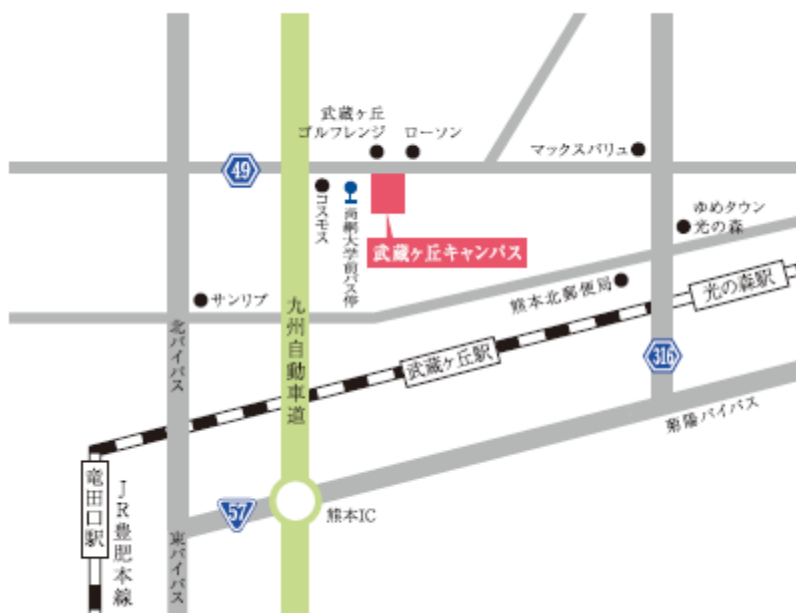 武蔵ヶ丘
ゴルフレンジ
ローソン
マックスバリュ
49
コスモス
尚絅大学前バス停
武蔵ヶ丘キャンパス
ゆめタウン
光の森
サンリブ
熊本北郵便局
光の森駅
北バイパス
九州自動車道
武蔵ヶ丘駅
316
菊陽バイパス
竜田口駅
JR豊肥本線
57
熊本IC
東バイパス